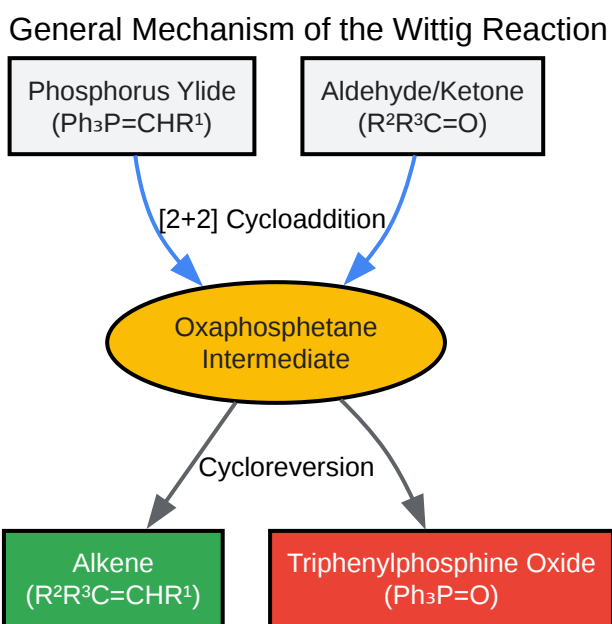 General Mechanism of the Wittig Reaction
Phosphorus Ylide
(Ph₃P=CHR¹)
Aldehyde/Ketone
(R²R³C=O)
[2+2] Cycloaddition
Oxaphosphetane
Intermediate
Cycloreversion
Alkene
(R²R³C=CHR¹)
Triphenylphosphine Oxide
(Ph₃P=O)